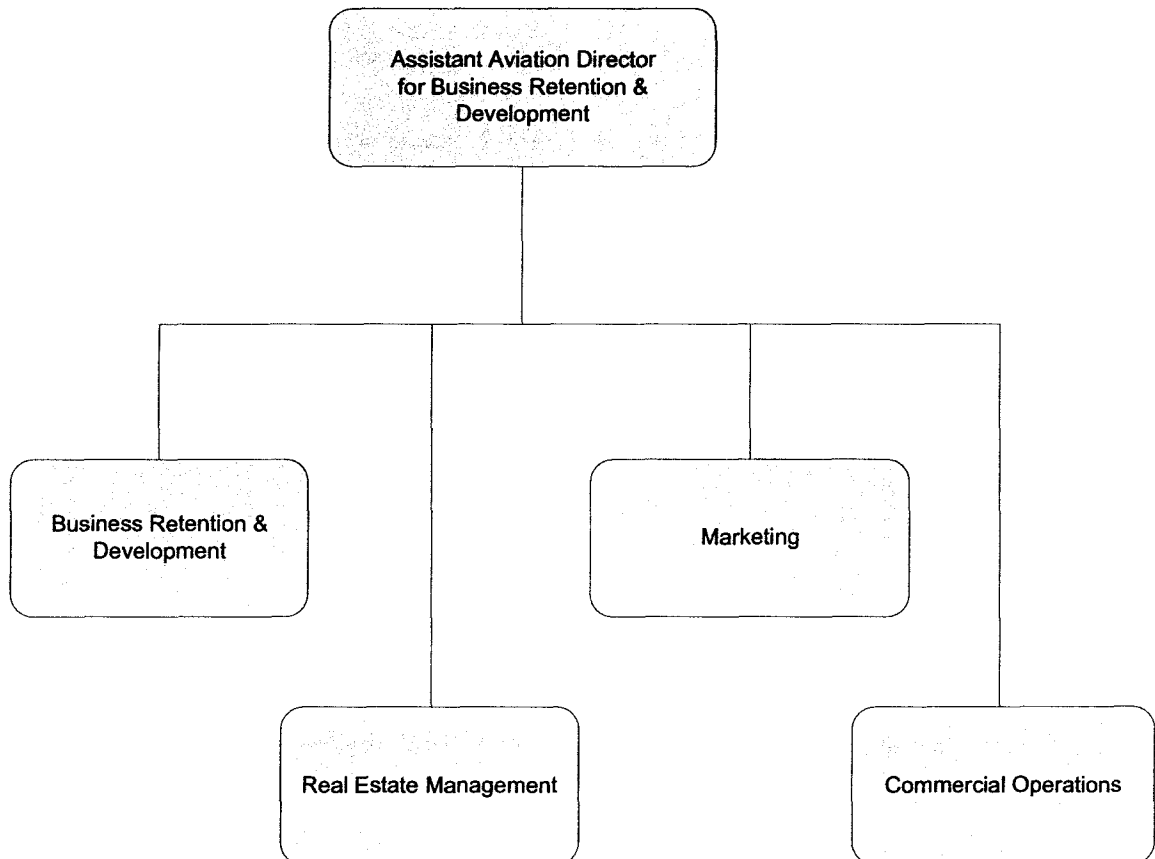 Assistant Aviation Director
for Business Retention &
Development
Business Retention &
Development
Marketing
Real Estate Management
Commercial Operations